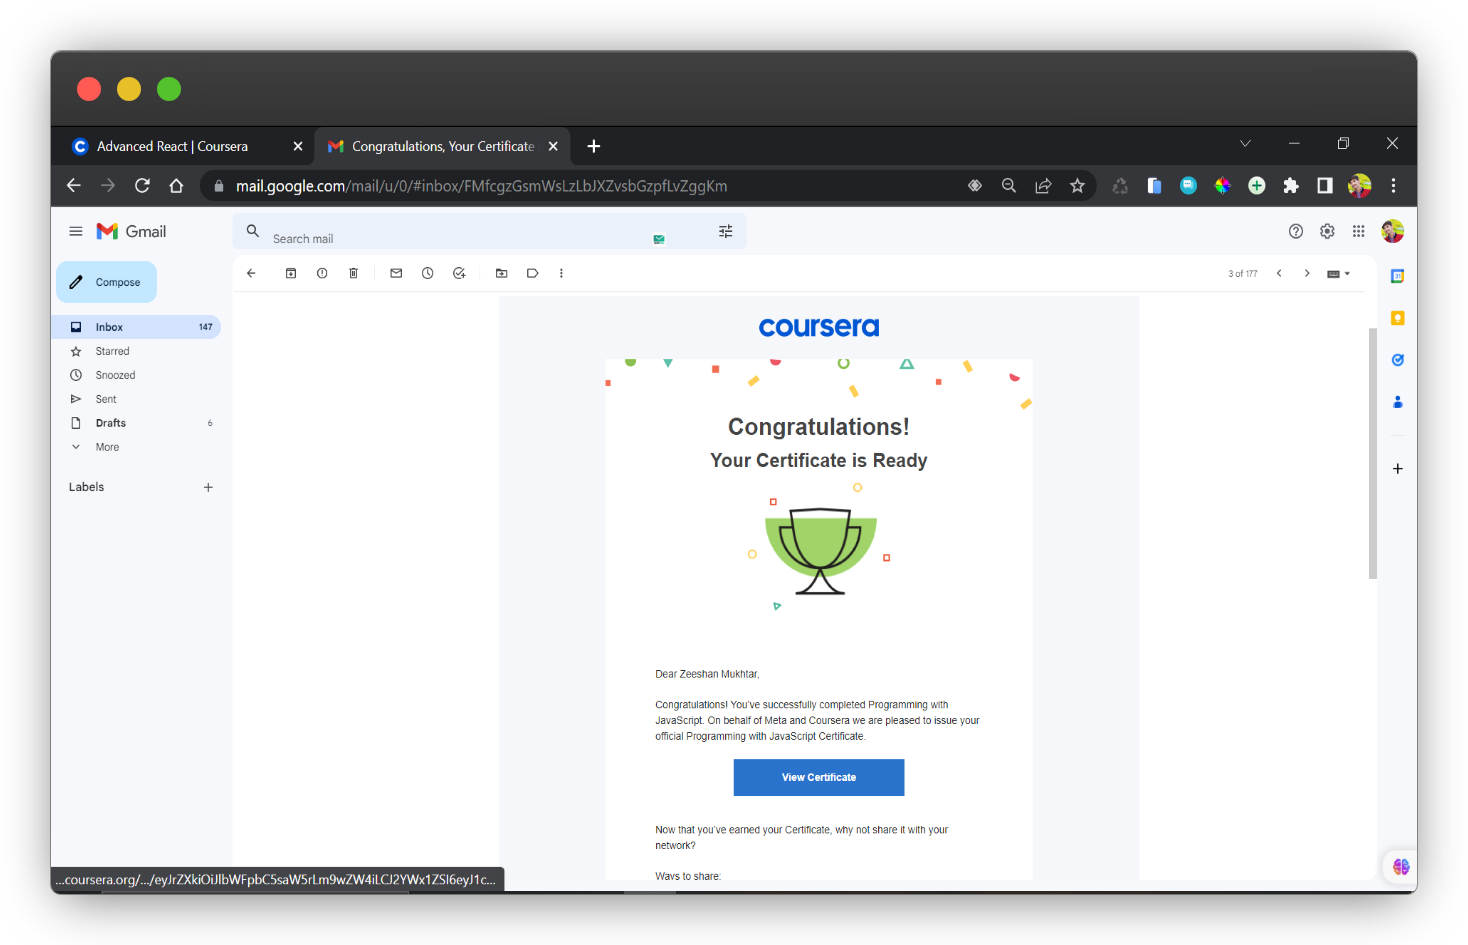 Advanced React | Coursera
Congratulations, Your Certificate
mail.google.com/mail/u/0/#inbox/FMfcgzGsmWsLzLbJXZvsbGzpfLvZggKm
Gmail
Search mail
Compose
3 of 177
Inbox 147
Starred
Snoozed
Sent
Drafts 6
More
Labels
coursera
Congratulations!
Your Certificate is Ready
Dear Zeeshan Mukhtar,
Congratulations! You've successfully completed Programming with
JavaScript. On behalf of Meta and Coursera we are pleased to issue your
official Programming with JavaScript Certificate.
View Certificate
Now that you've earned your Certificate, why not share it with your
network?
Ways to share:
...coursera.org/.../eyJrZXkiOiJlbWFpbC5saW5rLm9wZW4iLCJ2YWx1ZSI6eyJ1c...